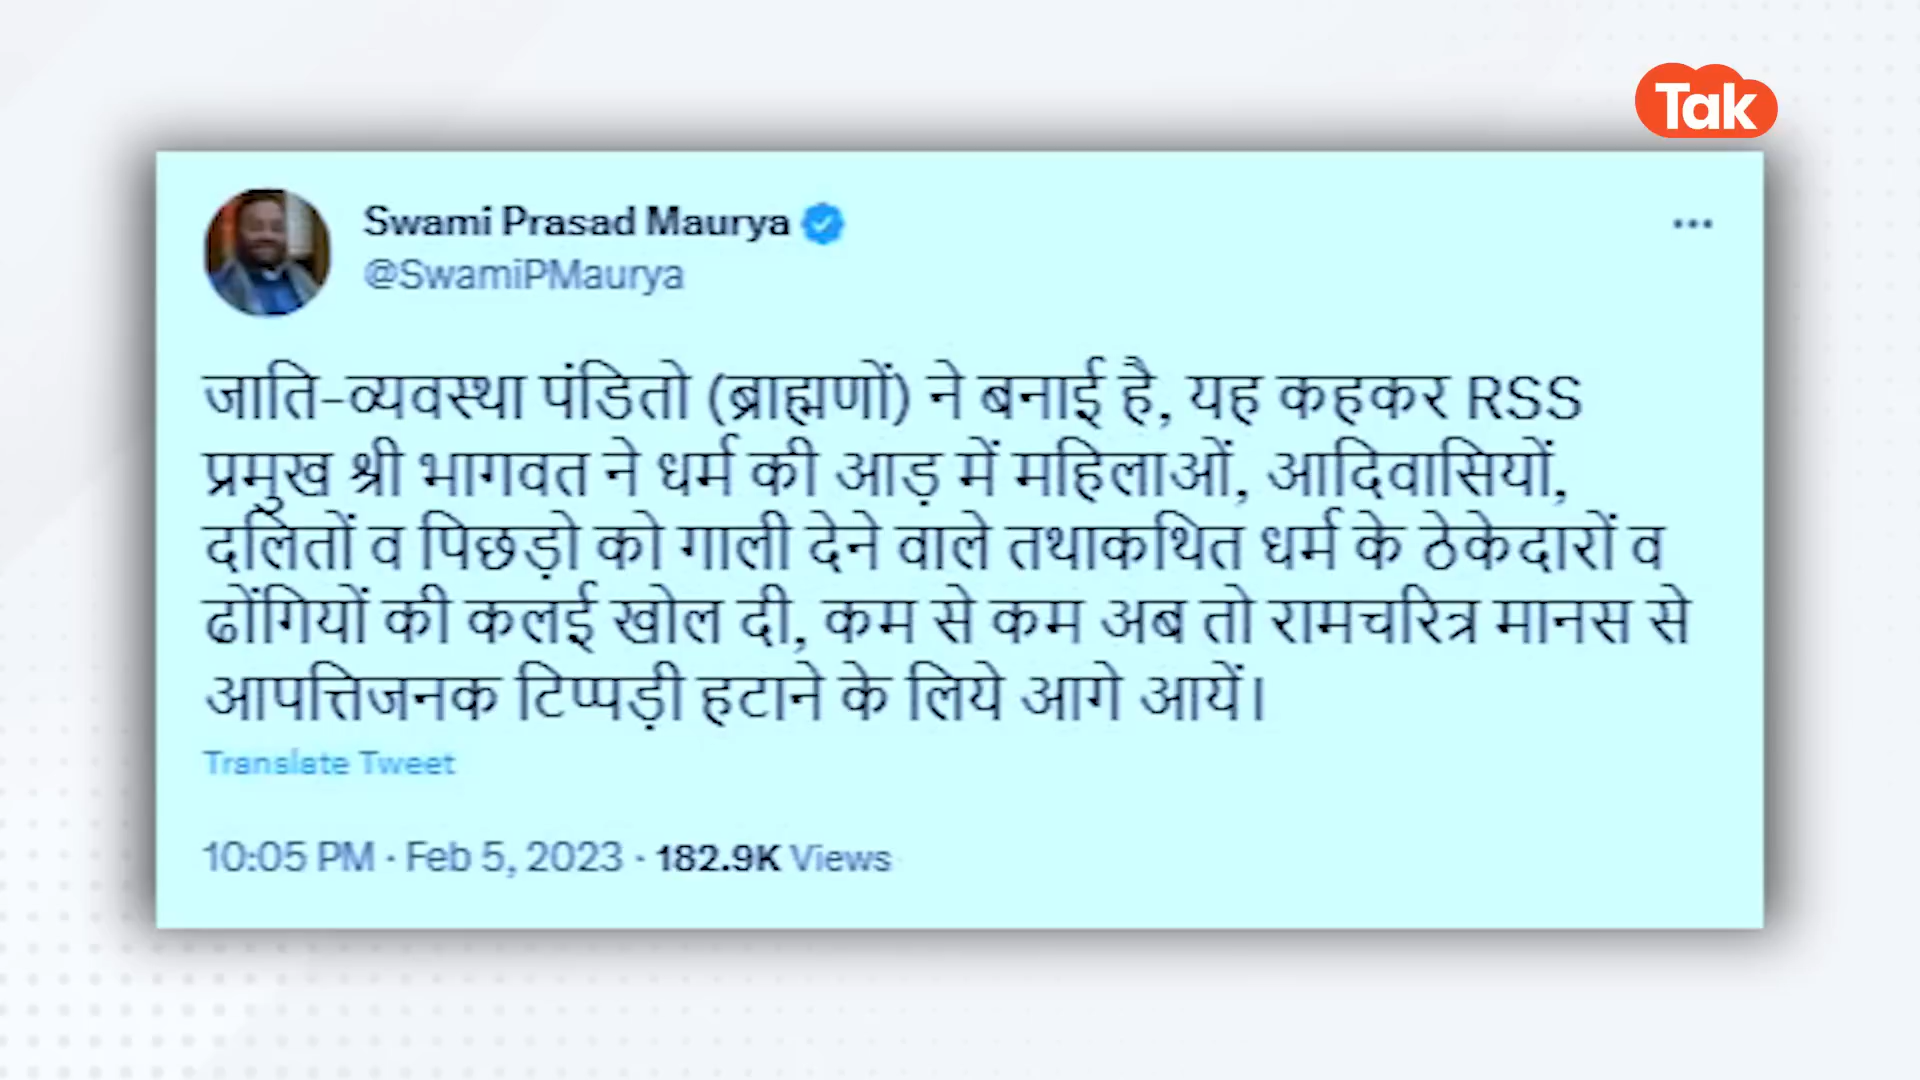 Tak
Swami Prasad Maurya
@SwamiPMaurya
जाति-व्यवस्था पंडितो (ब्राह्मणों) ने बनाई है, यह कहकर RSS
प्रमुख श्री भागवत ने धर्म की आड़ में महिलाओं, आदिवासियों,
दलितों व पिछड़ो को गाली देने वाले तथाकथित धर्म के ठेकेदारों व
ढोंगियों की कलई खोल दी, कम से कम अब तो रामचरित्र मानस से
आपत्तिजनक टिप्पड़ी हटाने के लिये आगे आयें।
Translate Tweet
10:05 PM · Feb 5, 2023 · 182.9K Views